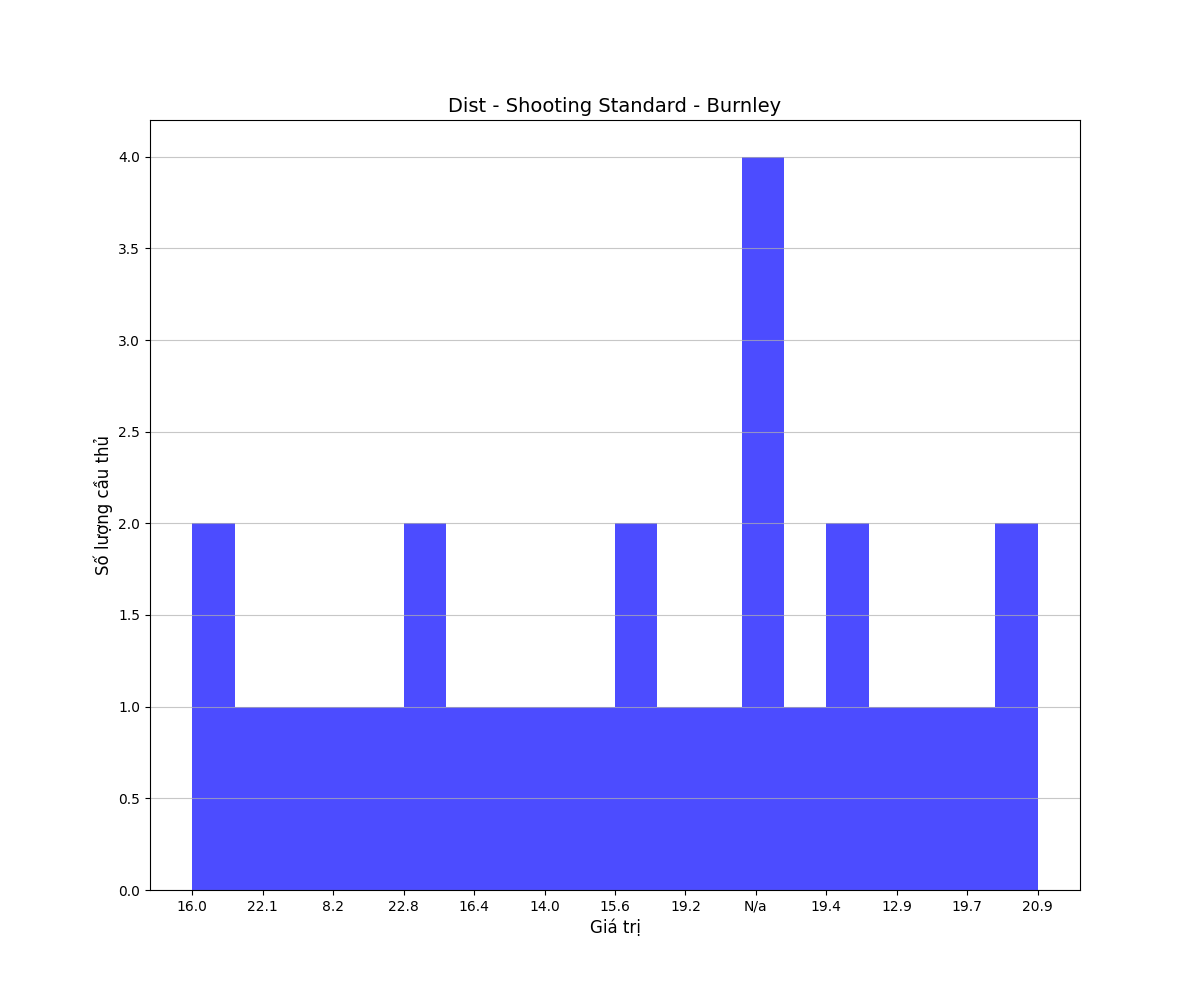 Dist - Shooting Standard - Burnley
4.0
3.5
3.0
2.5
2.0
1.5
1.0
0.5
0.0
Số lượng cầu thủ
16.0 22.1 8.2 22.8 16.4 14.0 15.6 19.2 N/a 19.4 12.9 19.7 20.9
Giá trị